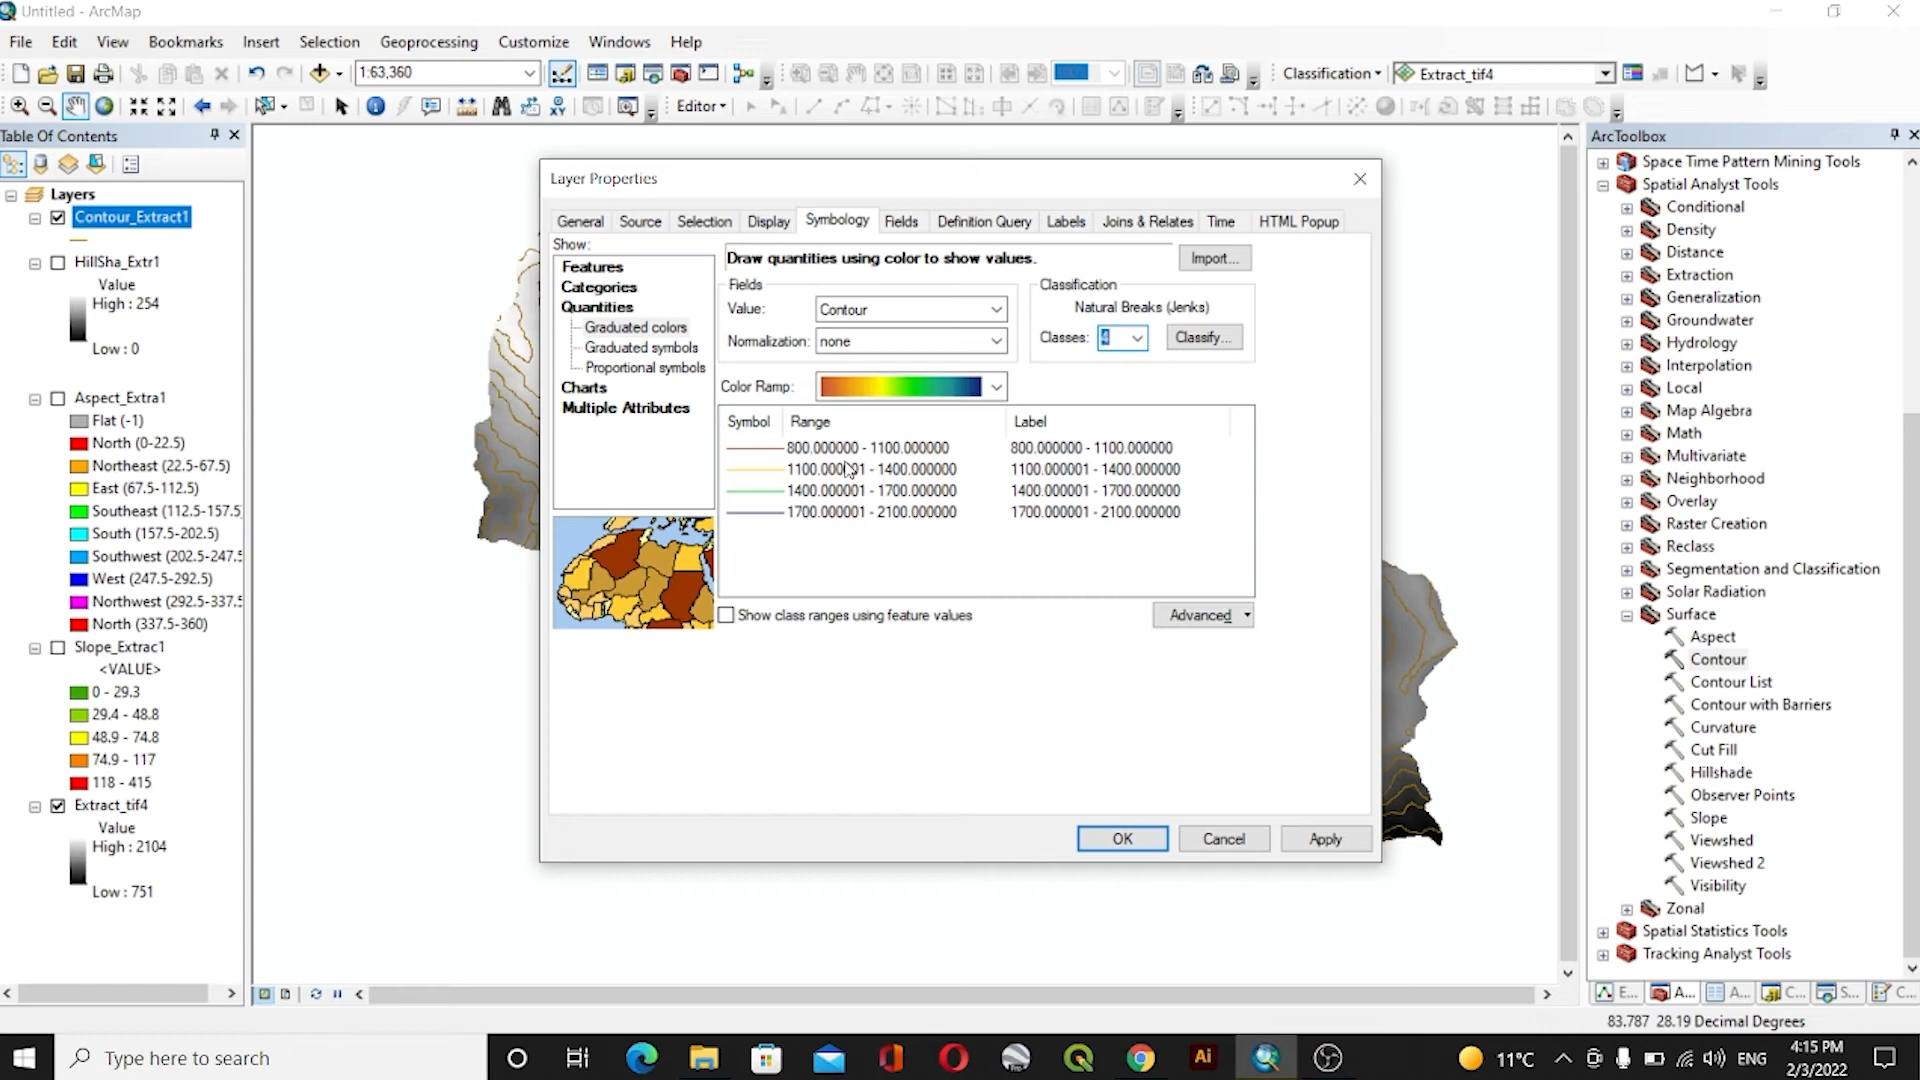 Untitled - ArcMap
File Edit View Bookmarks Insert Selection Geoprocessing Customize Windows Help
1:63,360 Classification Extract_tif4
Editor
Table Of Contents
Layers
Contour_Extract1
HillSha_Extr1
Value
High : 254
Low : 0
Aspect_Extra1
Flat (-1)
North (0-22.5)
Northeast (22.5-67.5)
East (67.5-112.5)
Southeast (112.5-157.5
South (157.5-202.5)
Southwest (202.5-247.5
West (247.5-292.5)
Northwest (292.5-337.5
North (337.5-360)
Slope_Extrac1
<VALUE>
0 - 29.3
29.4 - 48.8
48.9 - 74.8
74.9 - 117
118 - 415
Extract_tif4
Value
High : 2104
Low : 751
Layer Properties
General Source Selection Display Symbology Fields Definition Query Labels Joins & Relates Time HTML Popup
Show:
Features
Categories
Quantities
Graduated colors
Graduated symbols
Proportional symbols
Charts
Multiple Attributes
Draw quantities using color to show values.
Import...
Fields
Value: Contour
Normalization: none
Classification
Natural Breaks (Jenks)
Classes: 4 Classify...
Color Ramp:
Symbol Range Label
800.000000 - 1100.000000 800.000000 - 1100.000000
1100.000001 - 1400.000000 1100.000001 - 1400.000000
1400.000001 - 1700.000000 1400.000001 - 1700.000000
1700.000001 - 2100.000000 1700.000001 - 2100.000000
Show class ranges using feature values
Advanced
OK Cancel Apply
ArcToolbox
Space Time Pattern Mining Tools
Spatial Analyst Tools
Conditional
Density
Distance
Extraction
Generalization
Groundwater
Hydrology
Interpolation
Local
Map Algebra
Math
Multivariate
Neighborhood
Overlay
Raster Creation
Reclass
Segmentation and Classification
Solar Radiation
Surface
Aspect
Contour
Contour List
Contour with Barriers
Curvature
Cut Fill
Hillshade
Observer Points
Slope
Viewshed
Viewshed 2
Visibility
Zonal
Spatial Statistics Tools
Tracking Analyst Tools
E... A... A... C... S... C...
83.787 28.19 Decimal Degrees
Type here to search
Ai
11°C
ENG
4:15 PM
2/3/2022